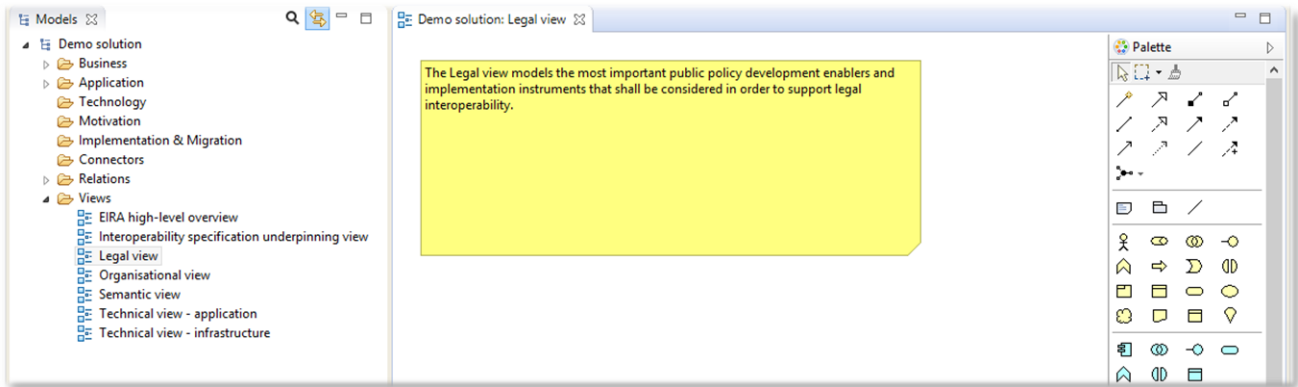 Models
Demo solution
Business
Application
Technology
Motivation
Implementation & Migration
Connectors
Relations
Views
EIRA high-level overview
Interoperability specification underpinning view
Legal view
Organisational view
Semantic view
Technical view - application
Technical view - infrastructure
Demo solution: Legal view
The Legal view models the most important public policy development enablers and
implementation instruments that shall be considered in order to support legal
interoperability.
Palette